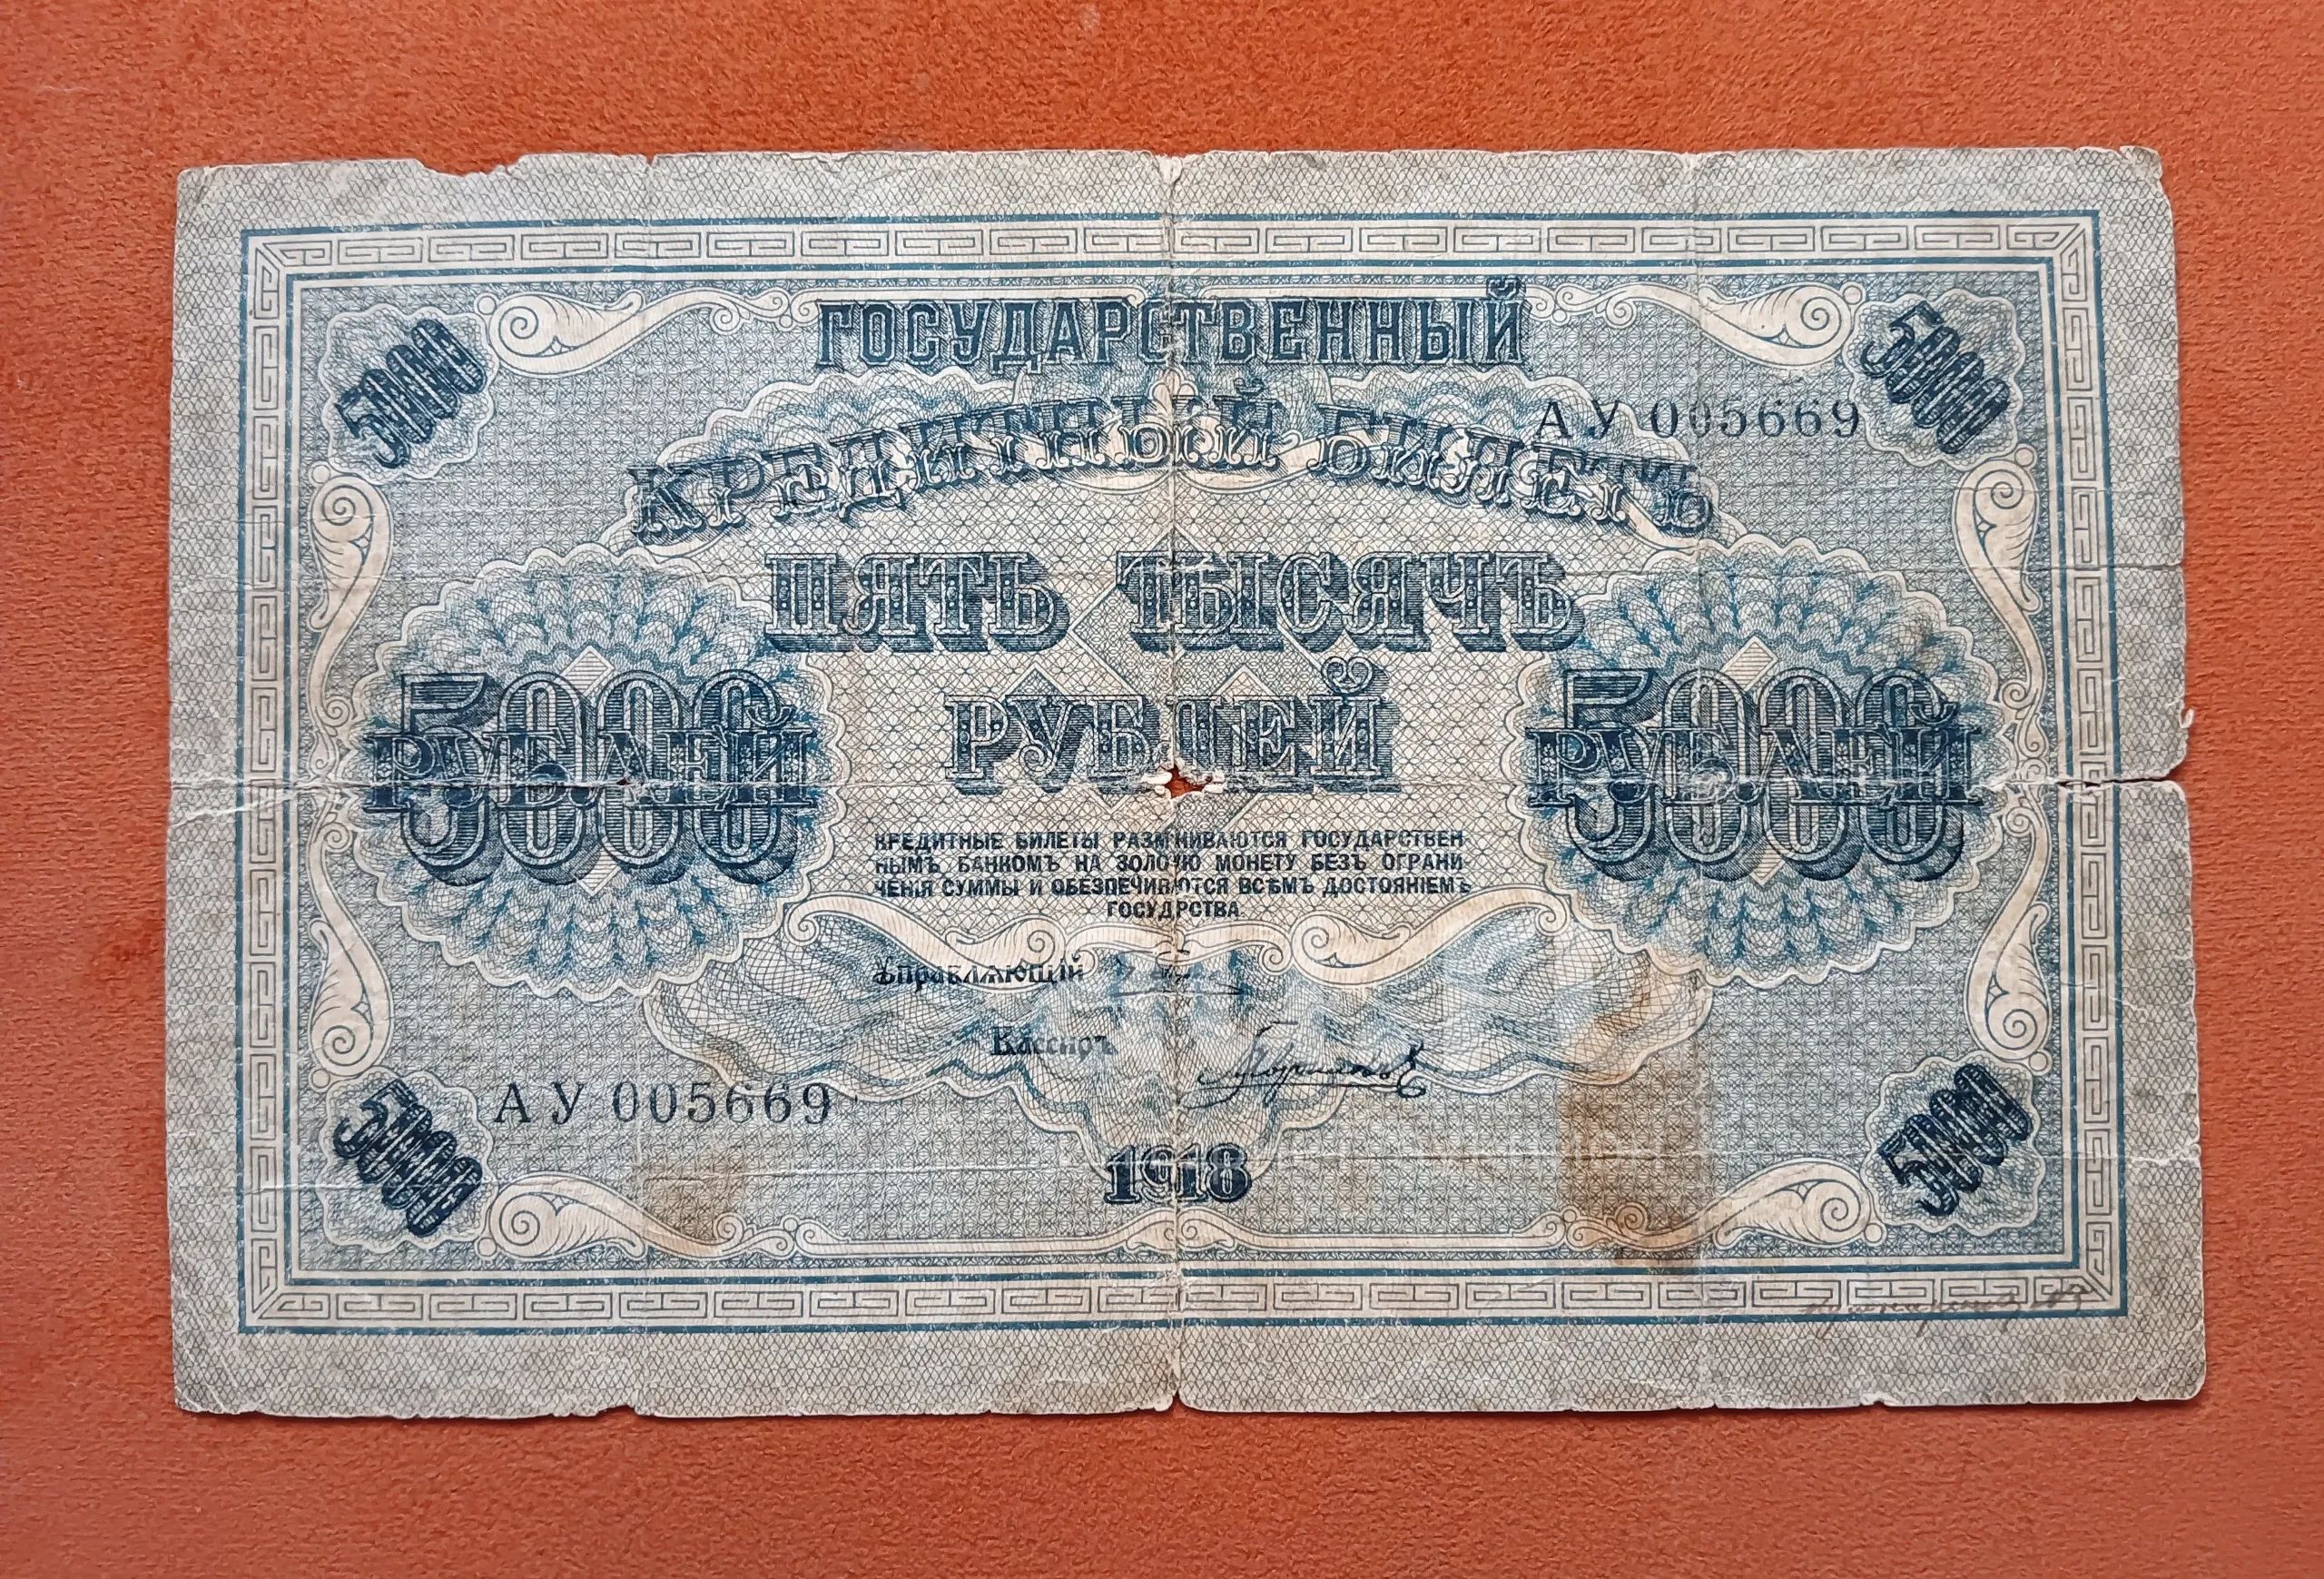 5000
ГОСУДАРСТВЕННЫЙ
5000
КРЕДИТНЫЙ БИЛЕТЪ
АУ 005669
ПЯТЬ ТЫСЯЧЪ
РУБЛЕЙ
5000
РУБЛЕЙ
5000
РУБЛЕЙ
КРЕДИТНЫЕ БИЛЕТЫ РАЗМѢНИВАЮТСЯ ГОСУДАРСТВЕН
НЫМЪ БАНКОМЪ НА ЗОЛОТУЮ МОНЕТУ БЕЗЪ ОГРАНИ
ЧЕНІЯ СУММЫ И ОБЕЗПЕЧИВАЮТСЯ ВСѢМЪ ДОСТОЯНІЕМЪ
ГОСУДРСТВА.
Управляющій
Кассиръ
АУ 005669
5000
1918
5000